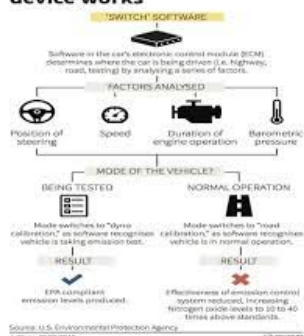 device works
"SWITCH" SOFTWARE
Software in the car's electronic control module (ECM)
determines where the car is being driven (i.e. highway,
road, testing) by analysing a series of factors.
FACTORS ANALYSED
Position of
steering
Speed
Duration of
engine operation
Barometric
pressure
MODE OF THE VEHICLE?
BEING TESTED
Mode switches to "dyno
calibration," as software recognises
vehicle is taking emission test.
RESULT
EPA compliant
emission levels produced.
NORMAL OPERATION
Mode switches to "road
calibration," as software recognises
vehicle is in normal operation.
RESULT
Effectiveness of emission control
system reduced, increasing
nitrogen oxide levels to 10 to 40
times above standards.
Source: U.S. Environmental Protection Agency